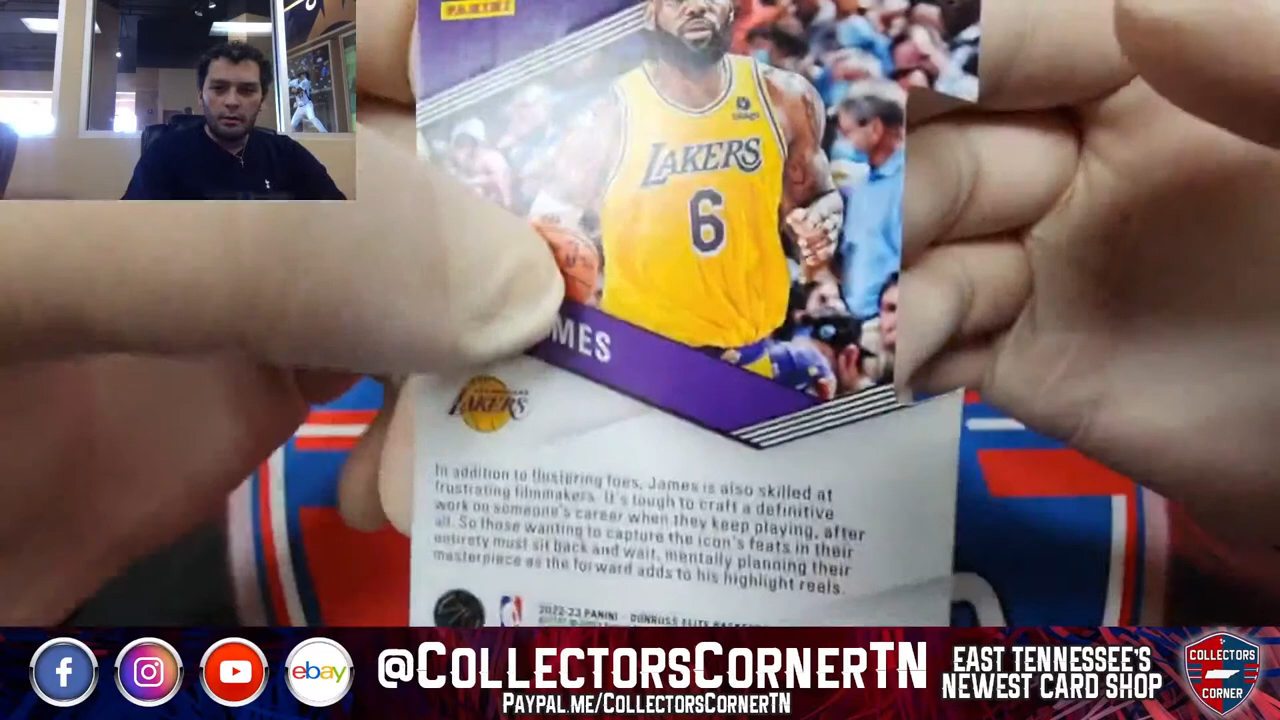 PANINI
LAKERS
6
MES
LAKERS
In addition to flustering foes, James is also skilled at
frustrating filmmakers. It's tough to craft a definitive
work on someone's career when they keep playing, after
all. So those wanting to capture the icon's feats in their
entirety must sit back and wait, mentally planning their
masterpiece as the forward adds to his highlight reels.
2022-23 PANINI - DONRUSS ELITE
ebay
@COLLECTORSCORNERTN
PAYPAL.ME/COLLECTORSCORNERTN
EAST TENNESSEE'S
NEWEST CARD SHOP
COLLECTORS
CORNER